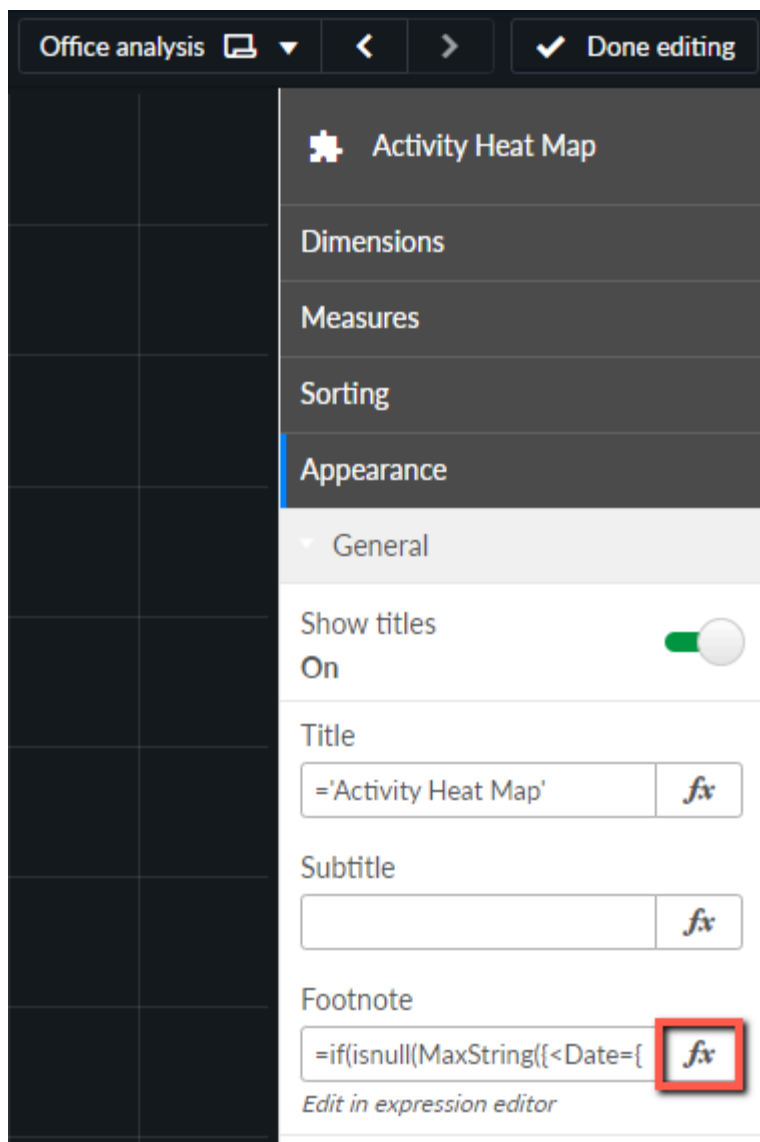 Office analysis
Done editing
Activity Heat Map
Dimensions
Measures
Sorting
Appearance
General
Show titles
On
Title
='Activity Heat Map' fx
Subtitle
fx
Footnote
=if(isnull(MaxString({<Date={ fx
Edit in expression editor